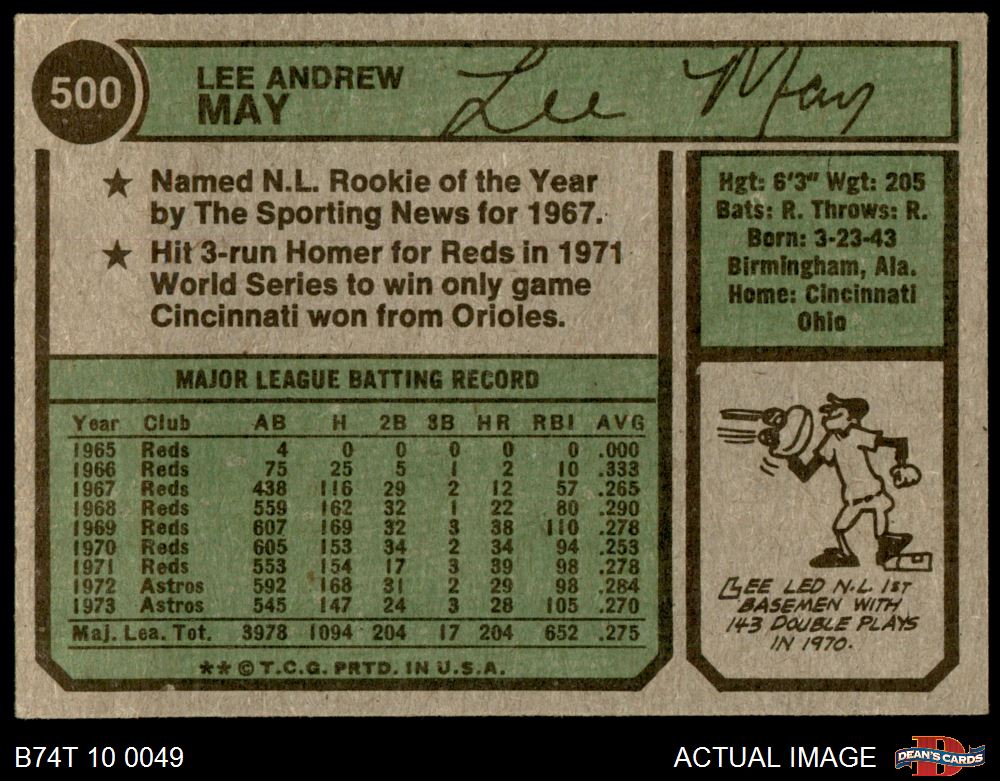 500
LEE ANDREW
MAY
Lee May
★ Named N.L. Rookie of the Year
by The Sporting News for 1967.
★ Hit 3-run Homer for Reds in 1971
World Series to win only game
Cincinnati won from Orioles.
Hgt: 6'3" Wgt: 205
Bats: R. Throws: R.
Born: 3-23-43
Birmingham, Ala.
Home: Cincinnati
Ohio
MAJOR LEAGUE BATTING RECORD
Year Club AB H 2B 3B HR RBI AVG
1965 Reds 4 0 0 0 0 0 .000
1966 Reds 75 25 5 1 2 10 .333
1967 Reds 438 116 29 2 12 57 .265
1968 Reds 559 162 32 1 22 80 .290
1969 Reds 607 169 32 3 38 110 .278
1970 Reds 605 153 34 2 34 94 .253
1971 Reds 553 154 17 3 39 98 .278
1972 Astros 592 168 31 2 29 98 .284
1973 Astros 545 147 24 3 28 105 .270
Maj. Lea. Tot. 3978 1094 204 17 204 652 .275
★★ © T.C.G. PRTD. IN U.S.A.
LEE LED N.L. 1ST
BASEMEN WITH
143 DOUBLE PLAYS
IN 1970.
B74T 10 0049
ACTUAL IMAGE
D
DEAN'S CARDS